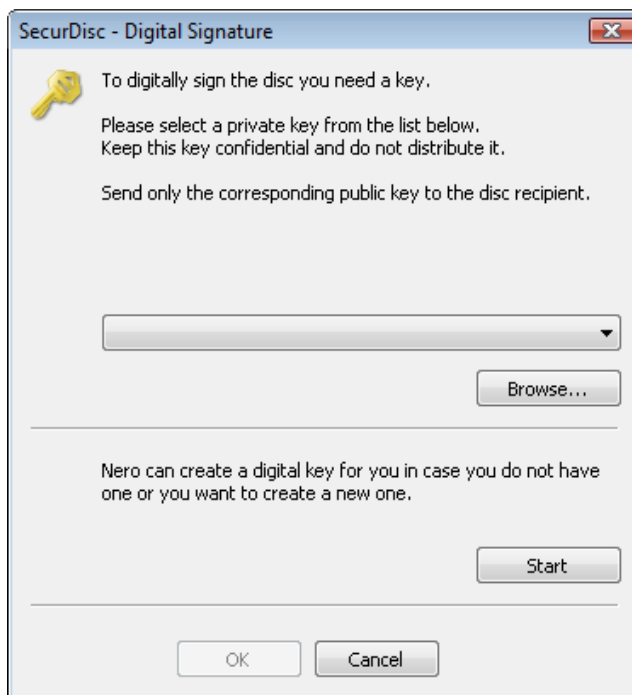 SecurDisc - Digital Signature
To digitally sign the disc you need a key.
Please select a private key from the list below.
Keep this key confidential and do not distribute it.
Send only the corresponding public key to the disc recipient.
Browse...
Nero can create a digital key for you in case you do not have
one or you want to create a new one.
Start
OK
Cancel